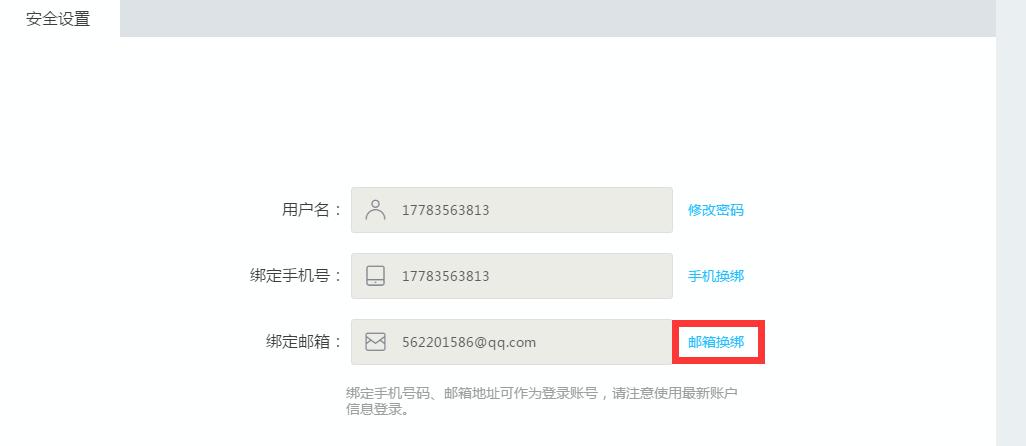 安全设置
用户名： 17783563813 修改密码
绑定手机号： 17783563813 手机换绑
绑定邮箱： 562201586@qq.com 邮箱换绑
绑定手机号码、邮箱地址可作为登录账号，请注意使用最新账户
信息登录。